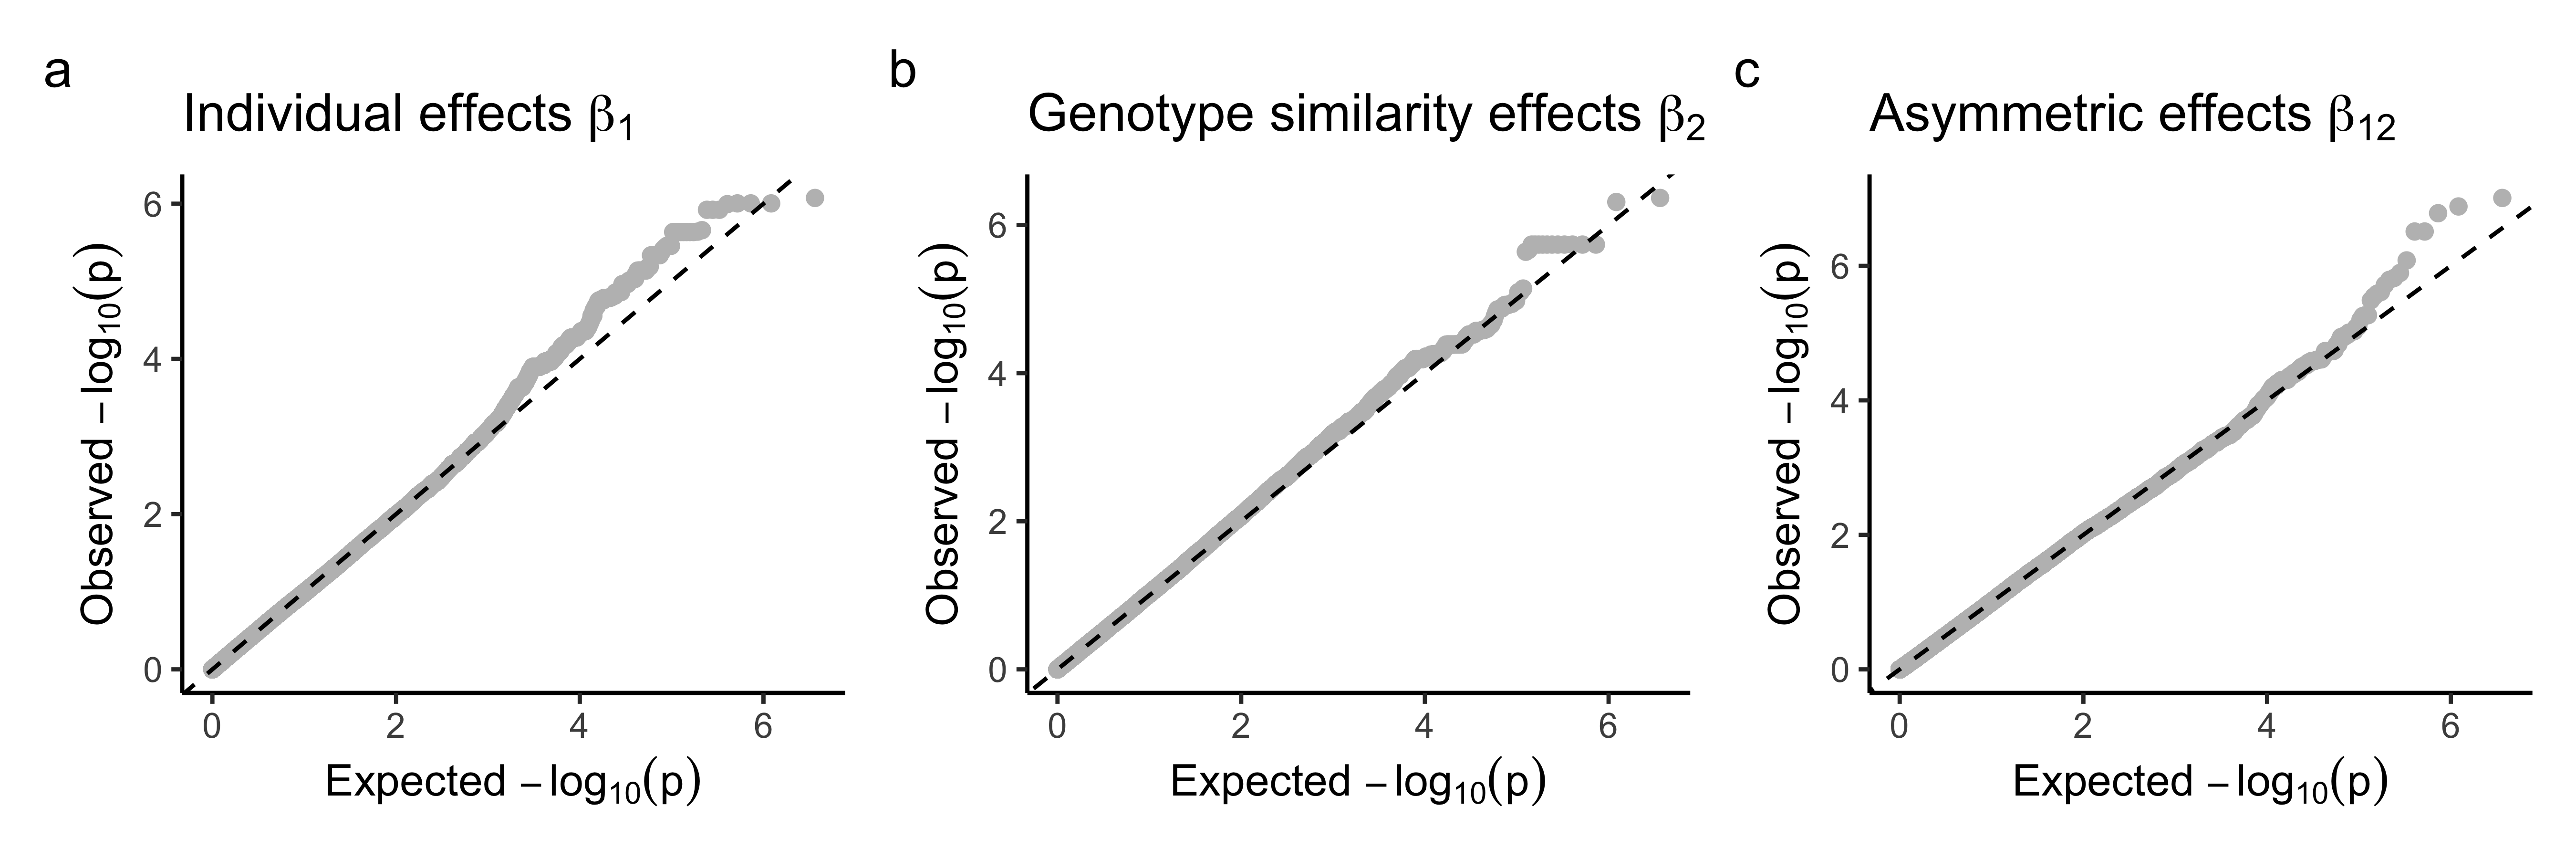 a
Individual effects β₁
Observed −log₁₀(p)
6
4
2
0
0 2 4 6
Expected −log₁₀(p)
b
Genotype similarity effects β₂
Observed −log₁₀(p)
6
4
2
0
0 2 4 6
Expected −log₁₀(p)
c
Asymmetric effects β₁₂
Observed −log₁₀(p)
6
4
2
0
0 2 4 6
Expected −log₁₀(p)